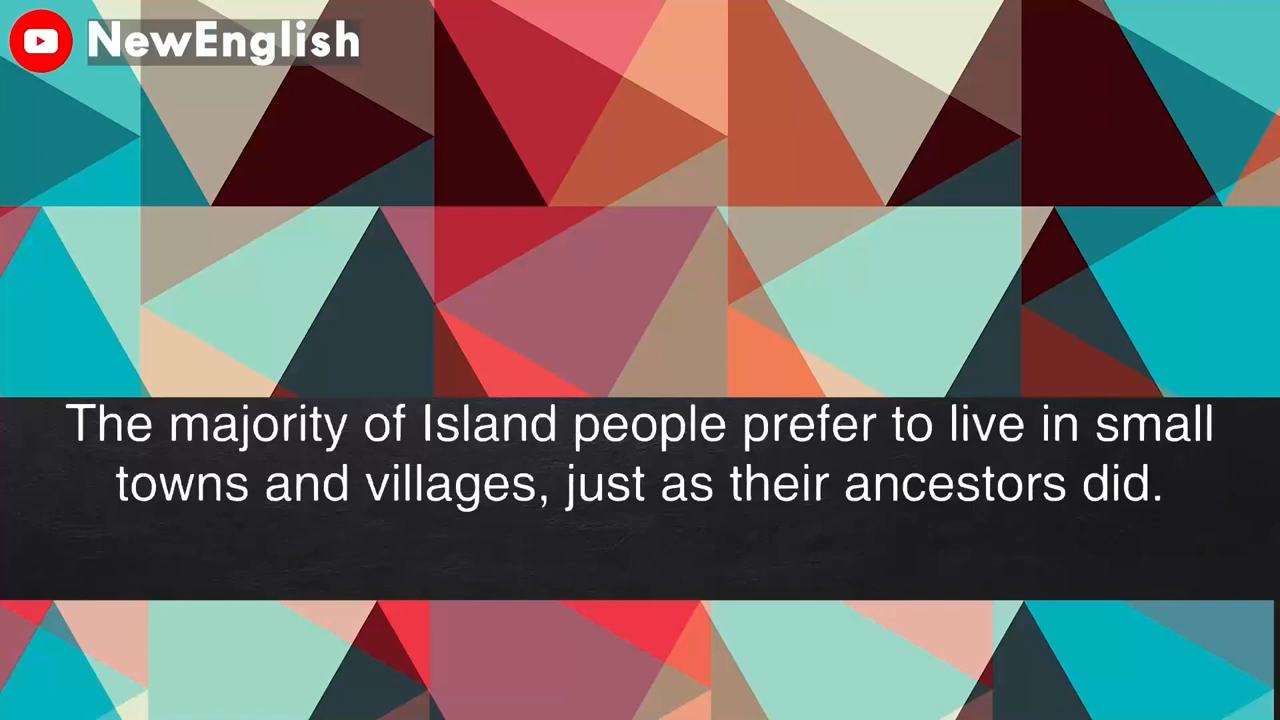 NewEnglish
The majority of Island people prefer to live in small
towns and villages, just as their ancestors did.